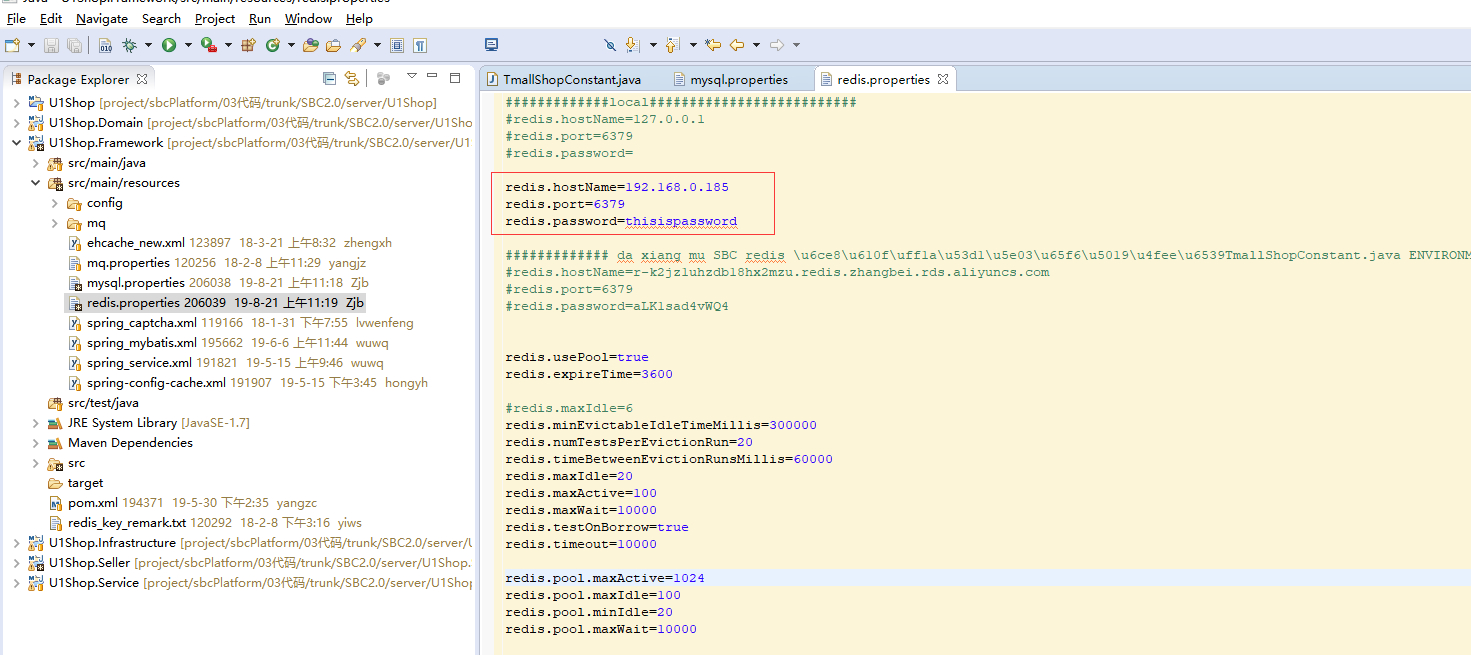 Java - U1Shop.Framework/src/main/resources/redis.properties
File Edit Navigate Search Project Run Window Help
Package Explorer
U1Shop [project/sbcPlatform/03代码/trunk/SBC2.0/server/U1Shop]
U1Shop.Domain [project/sbcPlatform/03代码/trunk/SBC2.0/server/U1Sho
U1Shop.Framework [project/sbcPlatform/03代码/trunk/SBC2.0/server/U1
src/main/java
src/main/resources
config
mq
ehcache_new.xml 123897 18-3-21 上午8:32 zhengxh
mq.properties 120256 18-2-8 上午11:29 yangjz
mysql.properties 206038 19-8-21 上午11:18 Zjb
redis.properties 206039 19-8-21 上午11:19 Zjb
spring_captcha.xml 119166 18-1-31 下午7:55 lvwenfeng
spring_mybatis.xml 195662 19-6-6 上午11:44 wuwq
spring_service.xml 191821 19-5-15 上午9:46 wuwq
spring-config-cache.xml 191907 19-5-15 下午3:45 hongyh
src/test/java
JRE System Library [JavaSE-1.7]
Maven Dependencies
src
target
pom.xml 194371 19-5-30 下午2:35 yangzc
redis_key_remark.txt 120292 18-2-8 下午3:16 yiws
U1Shop.Infrastructure [project/sbcPlatform/03代码/trunk/SBC2.0/server/U
U1Shop.Seller [project/sbcPlatform/03代码/trunk/SBC2.0/server/U1Shop.
U1Shop.Service [project/sbcPlatform/03代码/trunk/SBC2.0/server/U1Shop
TmallShopConstant.java mysql.properties redis.properties
#############local##########################
#redis.hostName=127.0.0.1
#redis.port=6379
#redis.password=
redis.hostName=192.168.0.185
redis.port=6379
redis.password=thisispassword
############# da xiang mu SBC redis \u6ce8\u610f\uff1a\u53d1\u5e03\u65f6\u5019\u4fee\u6539TmallShopConstant.java ENVIRONM
#redis.hostName=r-k2jzluhzdbl8hx2mzu.redis.zhangbei.rds.aliyuncs.com
#redis.port=6379
#redis.password=aLKlsad4vWQ4
redis.usePool=true
redis.expireTime=3600
#redis.maxIdle=6
redis.minEvictableIdleTimeMillis=300000
redis.numTestsPerEvictionRun=20
redis.timeBetweenEvictionRunsMillis=60000
redis.maxIdle=20
redis.maxActive=100
redis.maxWait=10000
redis.testOnBorrow=true
redis.timeout=10000
redis.pool.maxActive=1024
redis.pool.maxIdle=100
redis.pool.minIdle=20
redis.pool.maxWait=10000